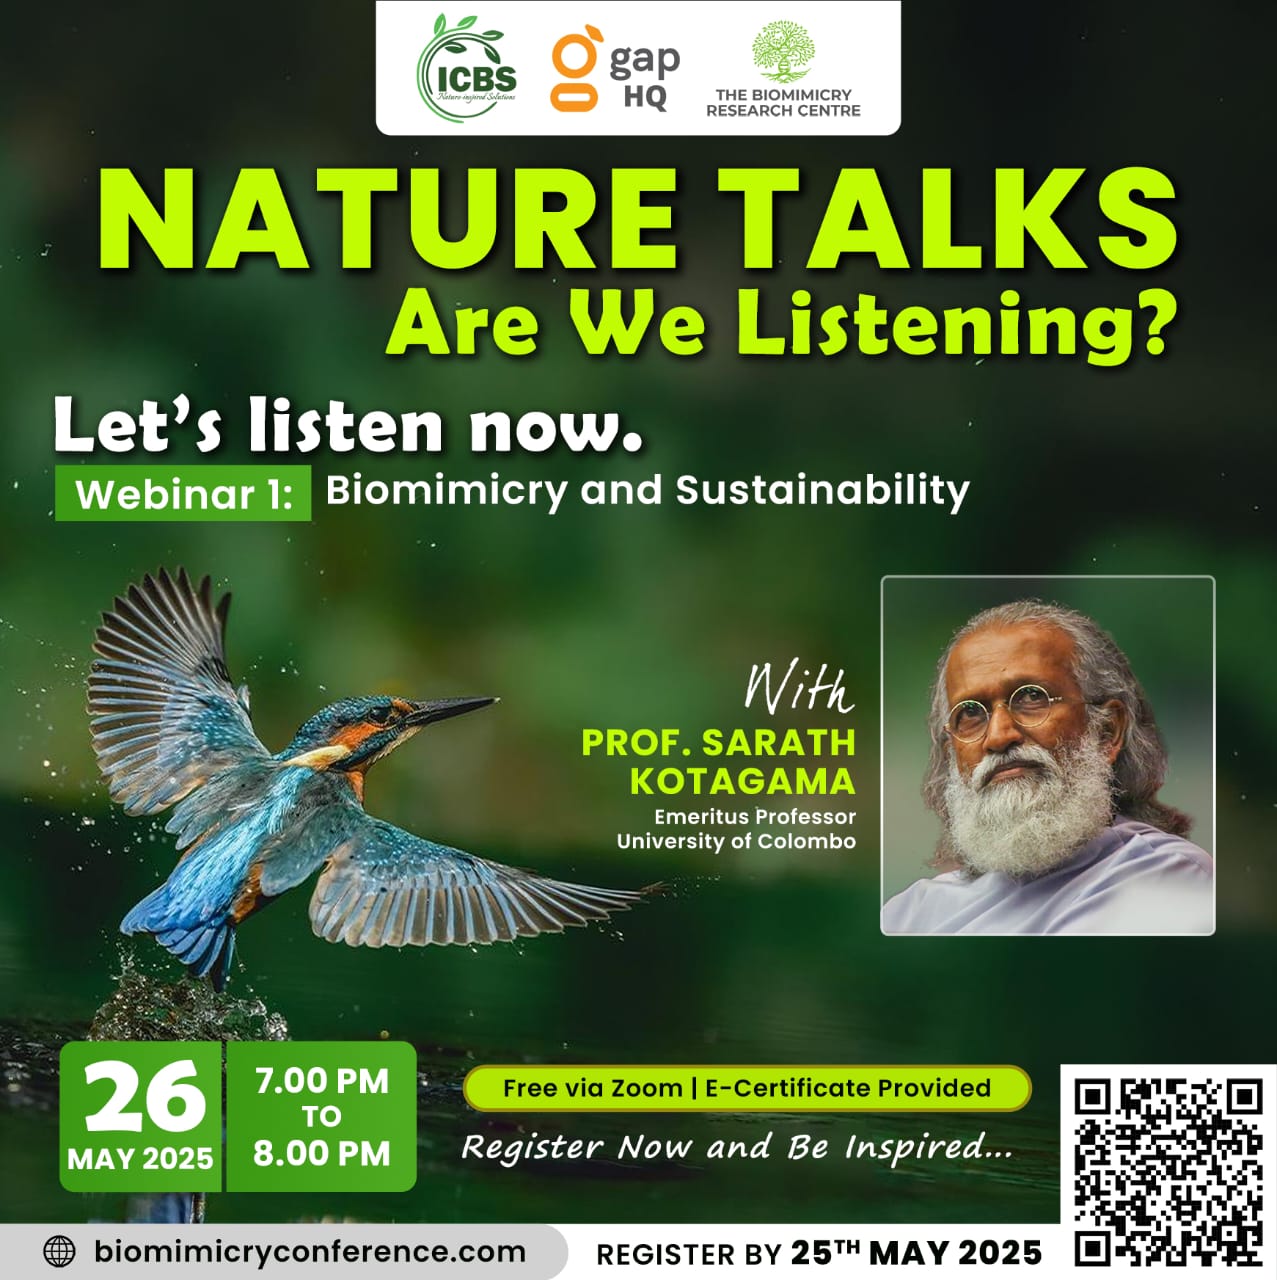 ICBS
Nature-inspired Solutions
gap
HQ
THE BIOMIMICRY
RESEARCH CENTRE
NATURE TALKS
Are We Listening?
Let's listen now.
Webinar 1: Biomimicry and Sustainability
With
PROF. SARATH
KOTAGAMA
Emeritus Professor
University of Colombo
26
MAY 2025
7.00 PM
TO
8.00 PM
Free via Zoom | E-Certificate Provided
Register Now and Be Inspired...
biomimicryconference.com
REGISTER BY 25TH MAY 2025